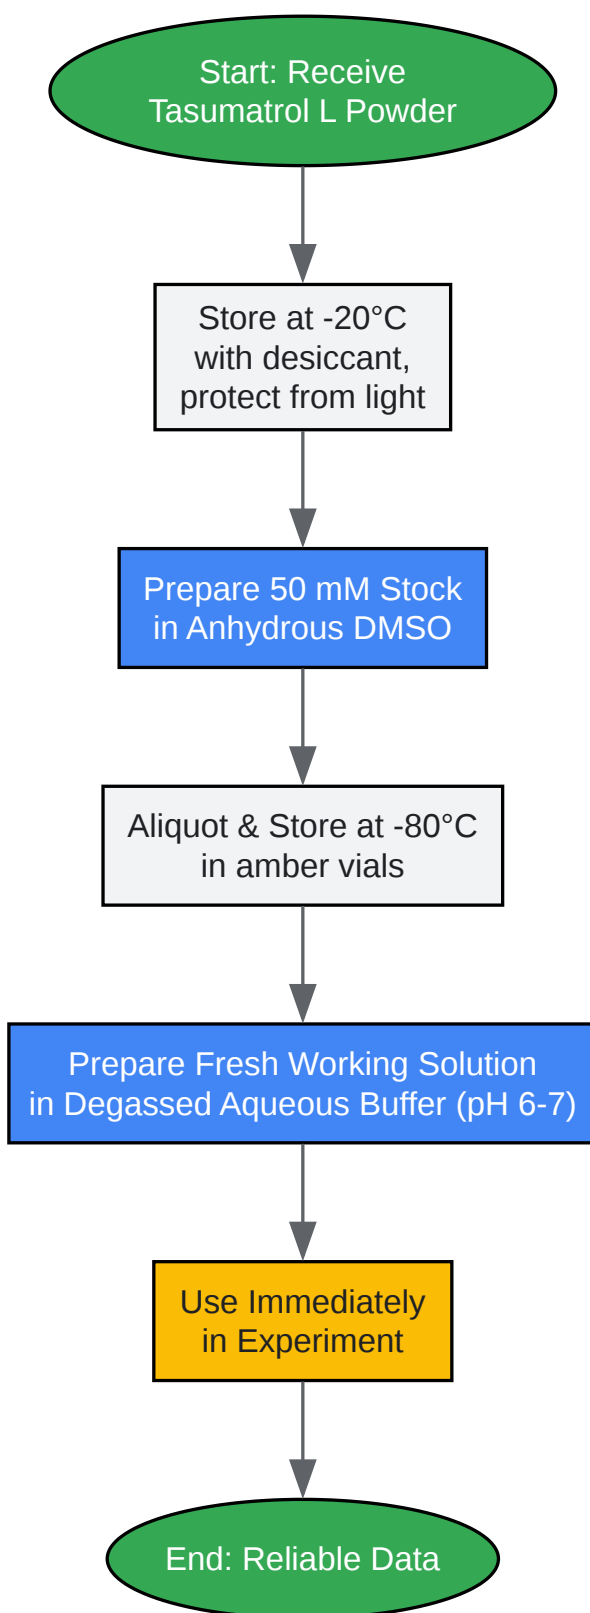 Start: Receive
Tasumatrol L Powder
Store at -20°C
with desiccant,
protect from light
Prepare 50 mM Stock
in Anhydrous DMSO
Aliquot & Store at -80°C
in amber vials
Prepare Fresh Working Solution
in Degassed Aqueous Buffer (pH 6-7)
Use Immediately
in Experiment
End: Reliable Data